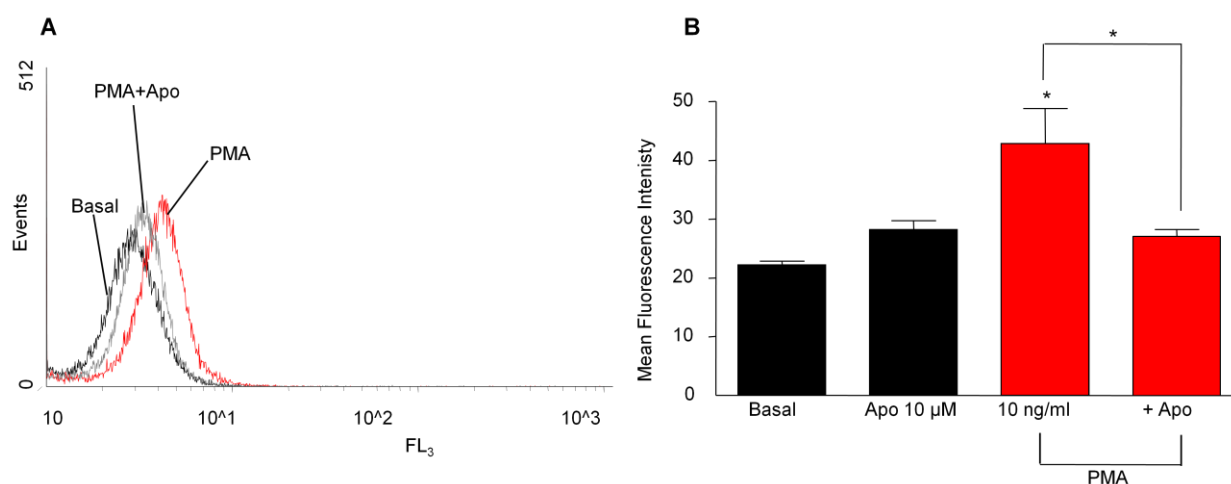 A
512
PMA+Apo
PMA
Basal
Events
0
10 10^1 10^2 10^3
FL₃
B
*
*
50
40
30
20
10
0
Mean Fluorescence Intenisty
Basal Apo 10 µM 10 ng/ml + Apo
PMA